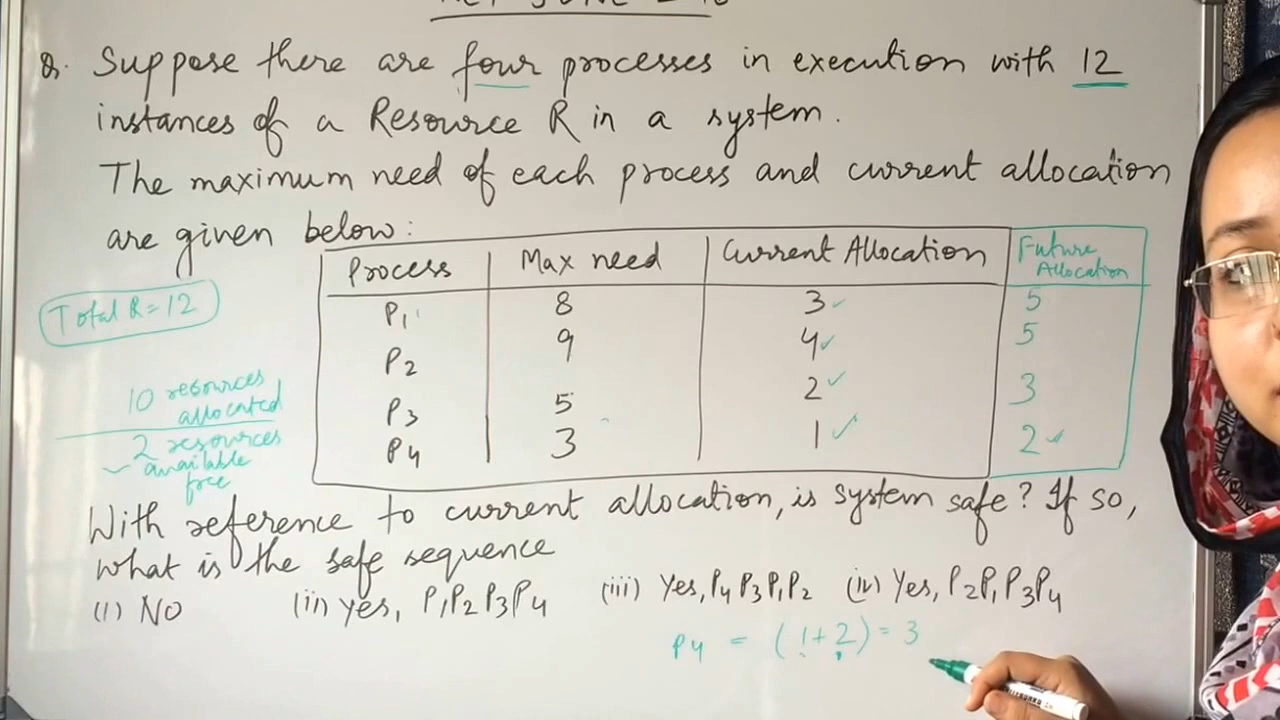 Q. Suppose there are four processes in execution with 12
instances of a Resource R in a system.
The maximum need of each process and current allocation
are given below:
Process Max need Current Allocation Future Allocation
P1 8 3 ✓ 5
P2 9 4 ✓ 5
P3 5 2 ✓ 3
P4 3 1 ✓ 2 ✓
Total R = 12
10 resources
allocated
2 resources
✓ available
free
With reference to current allocation, is system safe? If so,
what is the safe sequence
(i) NO (ii) yes, P1P2P3P4 (iii) Yes, P4P3P1P2 (iv) Yes, P2P1P3P4
P4 = (1+2) = 3